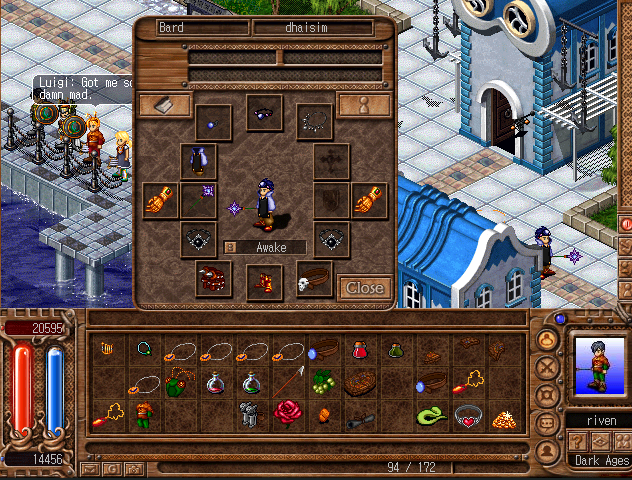 Bard
dhaisim
Luigi: Got me so
damn mad.
Awake
Close
20595
14456
94 / 172
riven
Dark Ages